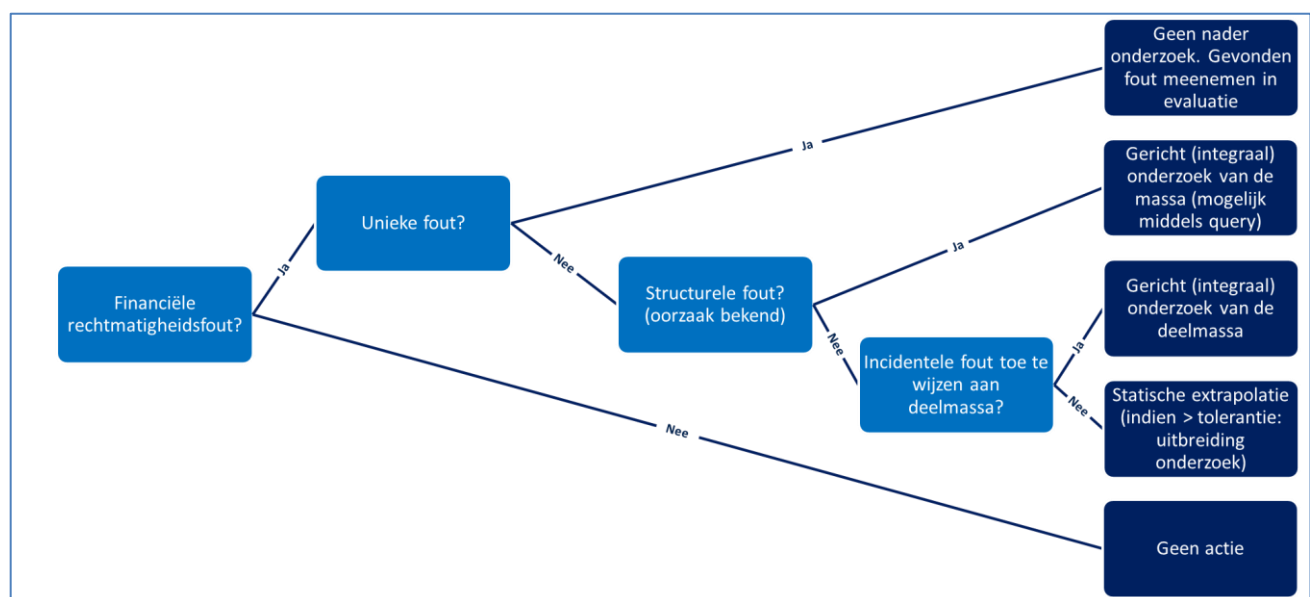 Geen nader
onderzoek. Gevonden
fout meenemen in
evaluatie
Ja
Gericht (integraal)
onderzoek van de
massa (mogelijk
middels query)
Unieke fout?
Ja
Nee
Ja
Structurele fout?
(oorzaak bekend)
Gericht (integraal)
onderzoek van de
deelmassa
Financiële
rechtmatigheidsfout?
Nee
Ja
Incidentele fout toe te
wijzen aan
deelmassa?
Nee
Statische extrapolatie
(indien > tolerantie:
uitbreiding
onderzoek)
Nee
Geen actie